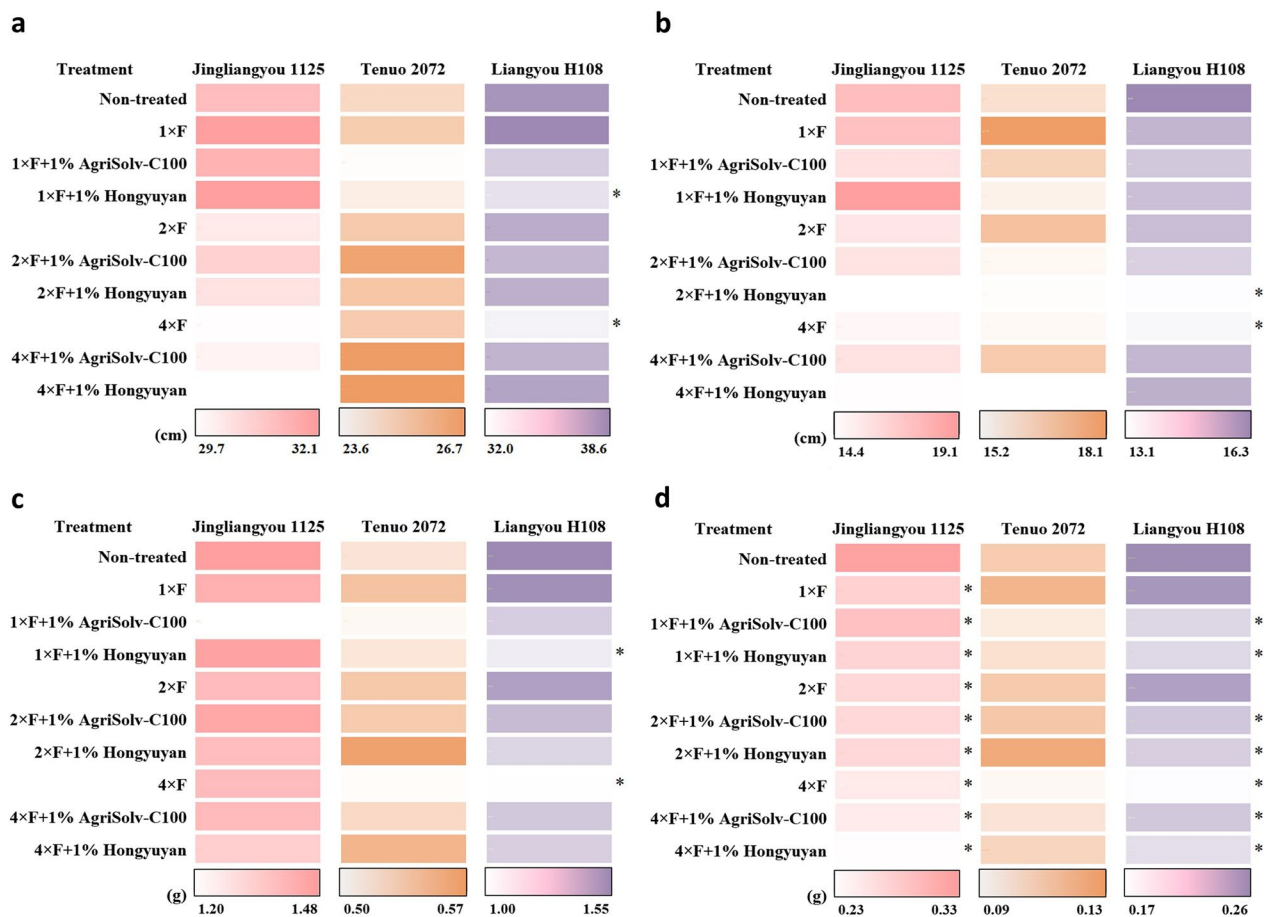 a
Treatment Jingliangyou 1125 Tenuo 2072 Liangyou H108
Non-treated
1×F
1×F+1% AgriSolv-C100
1×F+1% Hongyuyan *
2×F
2×F+1% AgriSolv-C100
2×F+1% Hongyuyan
4×F *
4×F+1% AgriSolv-C100
4×F+1% Hongyuyan
(cm) 29.7 32.1 23.6 26.7 32.0 38.6
b
Treatment Jingliangyou 1125 Tenuo 2072 Liangyou H108
Non-treated
1×F
1×F+1% AgriSolv-C100
1×F+1% Hongyuyan
2×F
2×F+1% AgriSolv-C100
2×F+1% Hongyuyan *
4×F *
4×F+1% AgriSolv-C100
4×F+1% Hongyuyan
(cm) 14.4 19.1 15.2 18.1 13.1 16.3
c
Treatment Jingliangyou 1125 Tenuo 2072 Liangyou H108
Non-treated
1×F
1×F+1% AgriSolv-C100
1×F+1% Hongyuyan *
2×F
2×F+1% AgriSolv-C100
2×F+1% Hongyuyan
4×F *
4×F+1% AgriSolv-C100
4×F+1% Hongyuyan
(g) 1.20 1.48 0.50 0.57 1.00 1.55
d
Treatment Jingliangyou 1125 Tenuo 2072 Liangyou H108
Non-treated
1×F *
1×F+1% AgriSolv-C100 * *
1×F+1% Hongyuyan * *
2×F *
2×F+1% AgriSolv-C100 * *
2×F+1% Hongyuyan * *
4×F * *
4×F+1% AgriSolv-C100 * *
4×F+1% Hongyuyan * *
(g) 0.23 0.33 0.09 0.13 0.17 0.26